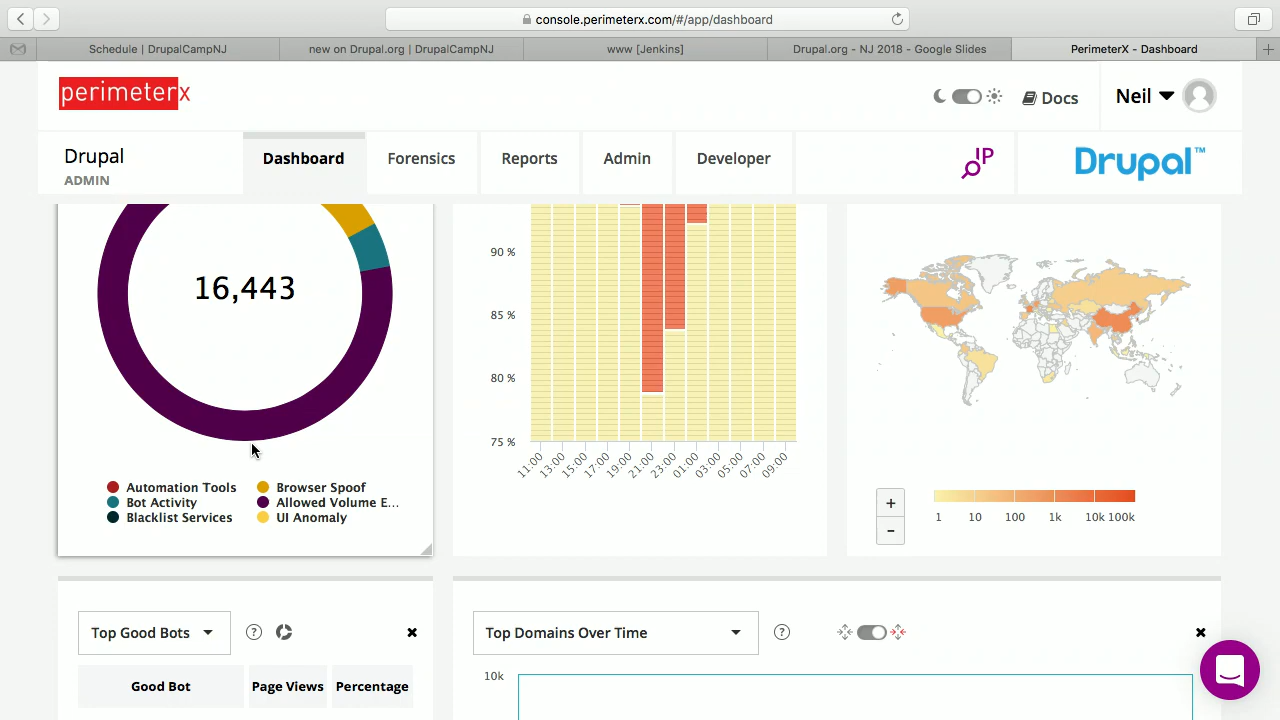 console.perimeterx.com/#/app/dashboard
Schedule | DrupalCampNJ
new on Drupal.org | DrupalCampNJ
www [Jenkins]
Drupal.org - NJ 2018 - Google Slides
PerimeterX - Dashboard
perimeterx
Docs
Neil
Drupal
ADMIN
Dashboard
Forensics
Reports
Admin
Developer
IP
Drupal™
16,443
Automation Tools
Browser Spoof
Bot Activity
Allowed Volume E...
Blacklist Services
UI Anomaly
90 %
85 %
80 %
75 %
11:00
13:00
15:00
17:00
19:00
21:00
23:00
01:00
03:00
05:00
07:00
09:00
+
−
1
10
100
1k
10k
100k
Top Good Bots
?
Top Domains Over Time
?
Good Bot
Page Views
Percentage
10k